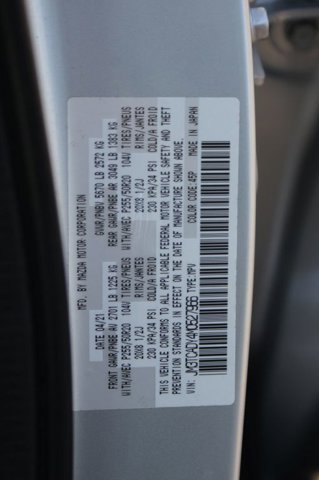 MFD. BY: MAZDA MOTOR CORPORATION
DATE 04/21 GVWR/PNBV 5670 LB 2572 KG
FRONT GAWR/PNBE AV 2701 LB 1225 KG REAR GAWR/PNBE AR 3049 LB 1383 KG
WITH/AVEC P255/50R20 104V TIRES/PNEUS WITH/AVEC P255/50R20 104V TIRES/PNEUS
20X8 1/2J RIMS/JANTES 20X8 1/2J RIMS/JANTES
230 KPA/34 PSI COLD/A FROID 230 KPA/34 PSI COLD/A FROID
THIS VEHICLE CONFORMS TO ALL APPLICABLE FEDERAL MOTOR VEHICLE SAFETY AND THEFT
PREVENTION STANDARDS IN EFFECT ON THE DATE OF MANUFACTURE SHOWN ABOVE.
VIN: TYPE: MPV COLOR CODE: 45P MADE IN JAPAN